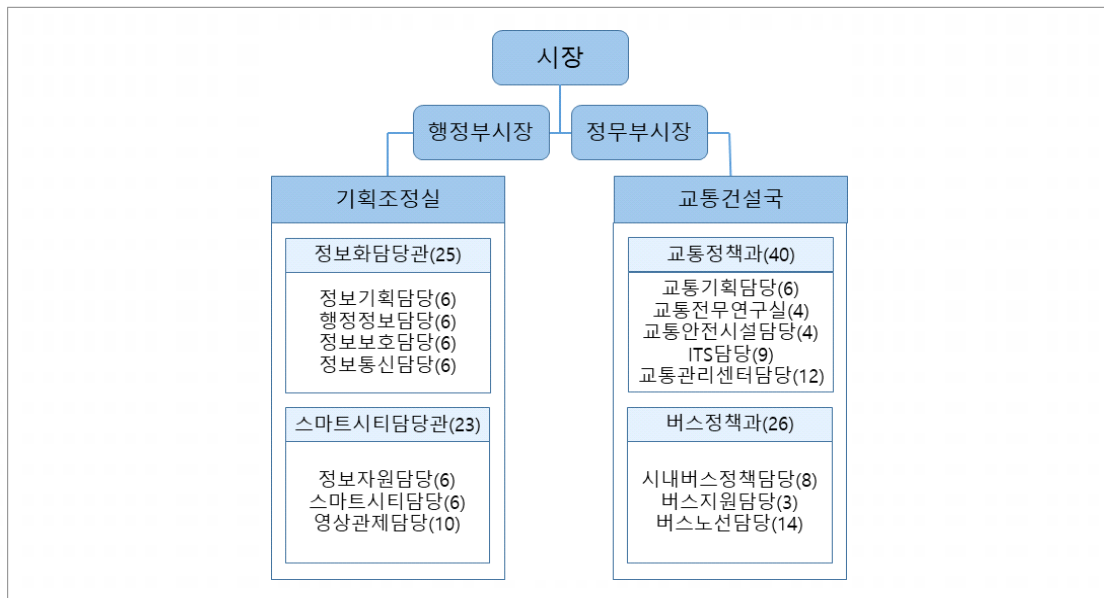 시장
행정부시장
정무부시장
기획조정실
정보화담당관(25)
정보기획담당(6)
행정정보담당(6)
정보보호담당(6)
정보통신담당(6)
스마트시티담당관(23)
정보자원담당(6)
스마트시티담당(6)
영상관제담당(10)
교통건설국
교통정책과(40)
교통기획담당(6)
교통전무연구실(4)
교통안전시설담당(4)
ITS담당(9)
교통관리센터담당(12)
버스정책과(26)
시내버스정책담당(8)
버스지원담당(3)
버스노선담당(14)